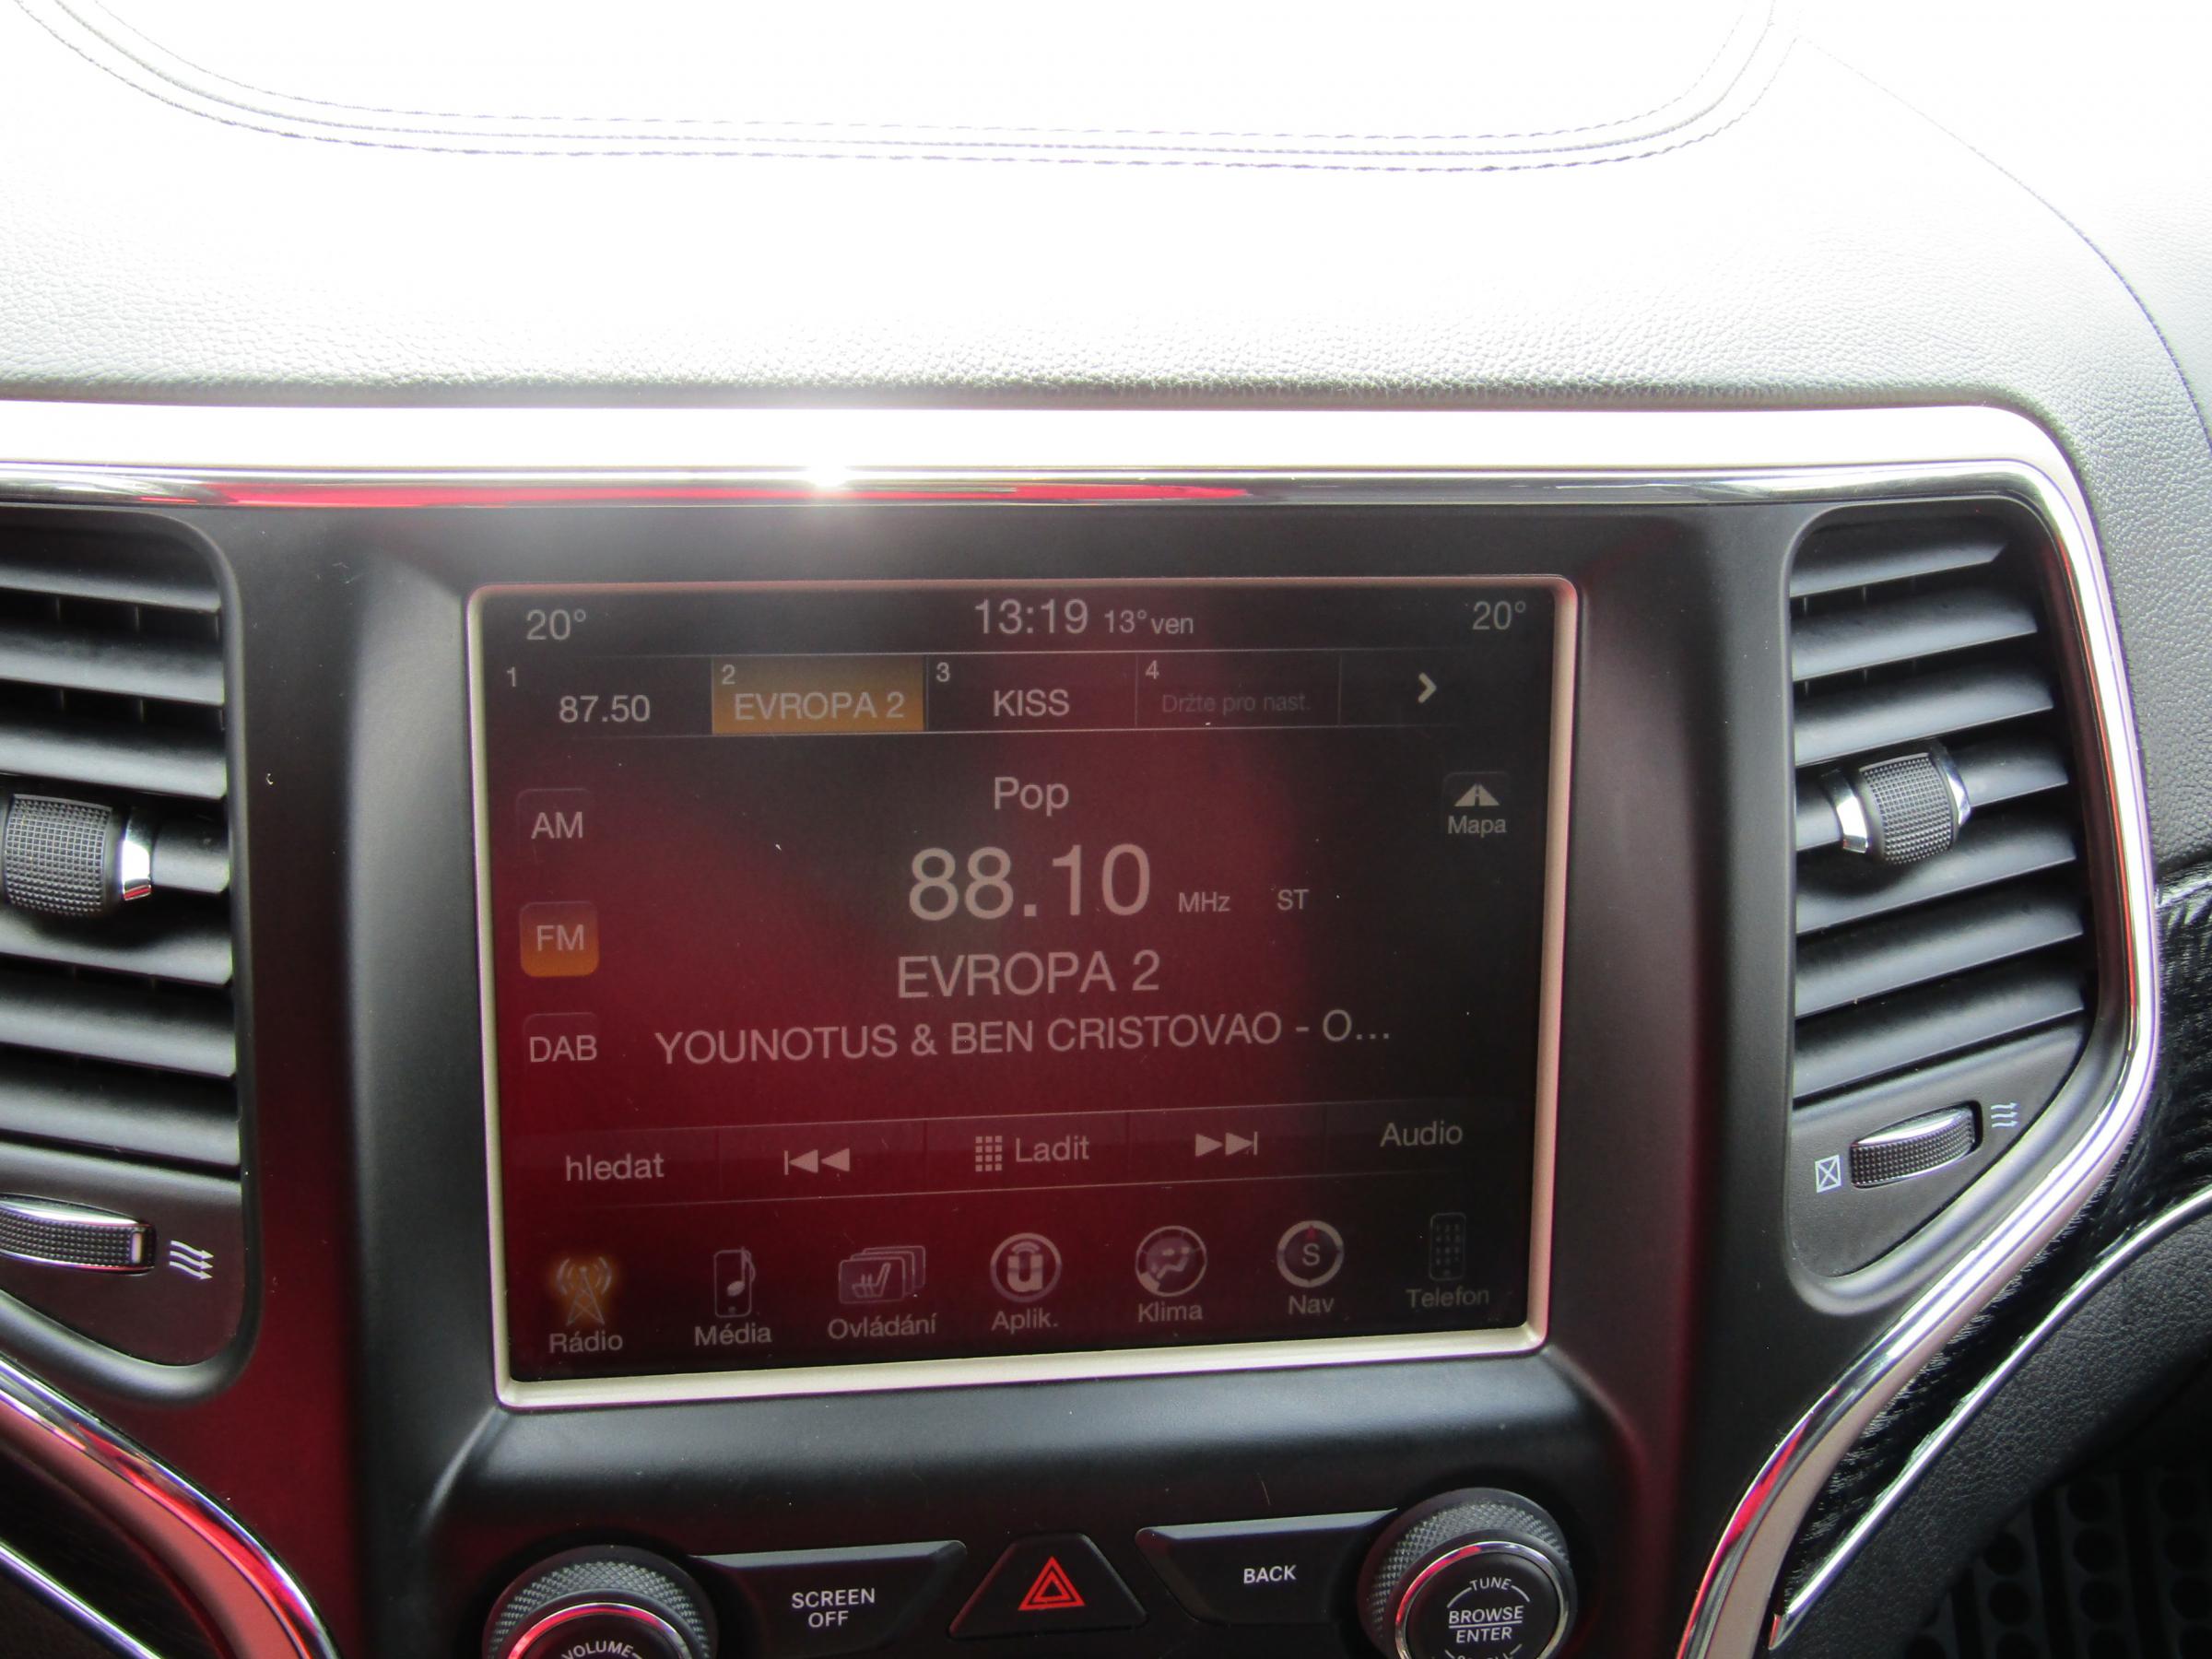 20° 13:19 13°ven 20°
1 87.50 2 EVROPA 2 3 KISS 4 Držte pro nast.
Pop
AM Mapa
88.10 MHz ST
FM
EVROPA 2
DAB YOUNOTUS & BEN CRISTOVAO - O...
hledat Ladit Audio
S
Rádio Média Ovládání Aplik. Klima Nav Telefon
SCREEN
OFF
BACK
TUNE
BROWSE
ENTER
VOLUME